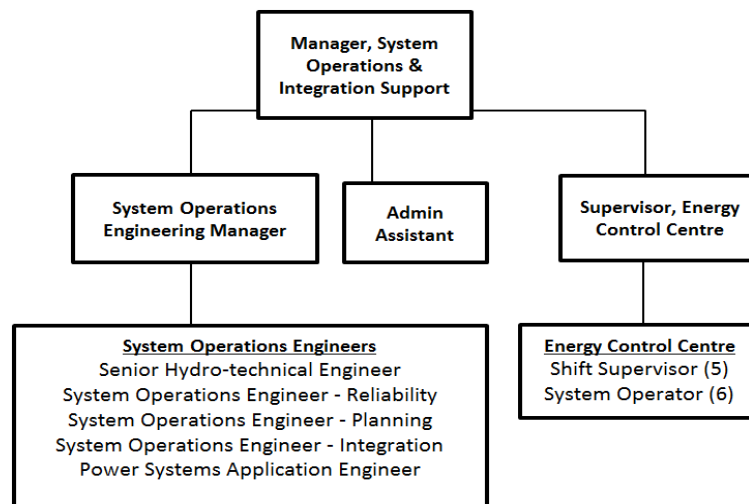 Manager, System
Operations &
Integration Support
System Operations
Engineering Manager
Admin
Assistant
Supervisor, Energy
Control Centre
System Operations Engineers
Senior Hydro-technical Engineer
System Operations Engineer - Reliability
System Operations Engineer - Planning
System Operations Engineer - Integration
Power Systems Application Engineer
Energy Control Centre
Shift Supervisor (5)
System Operator (6)